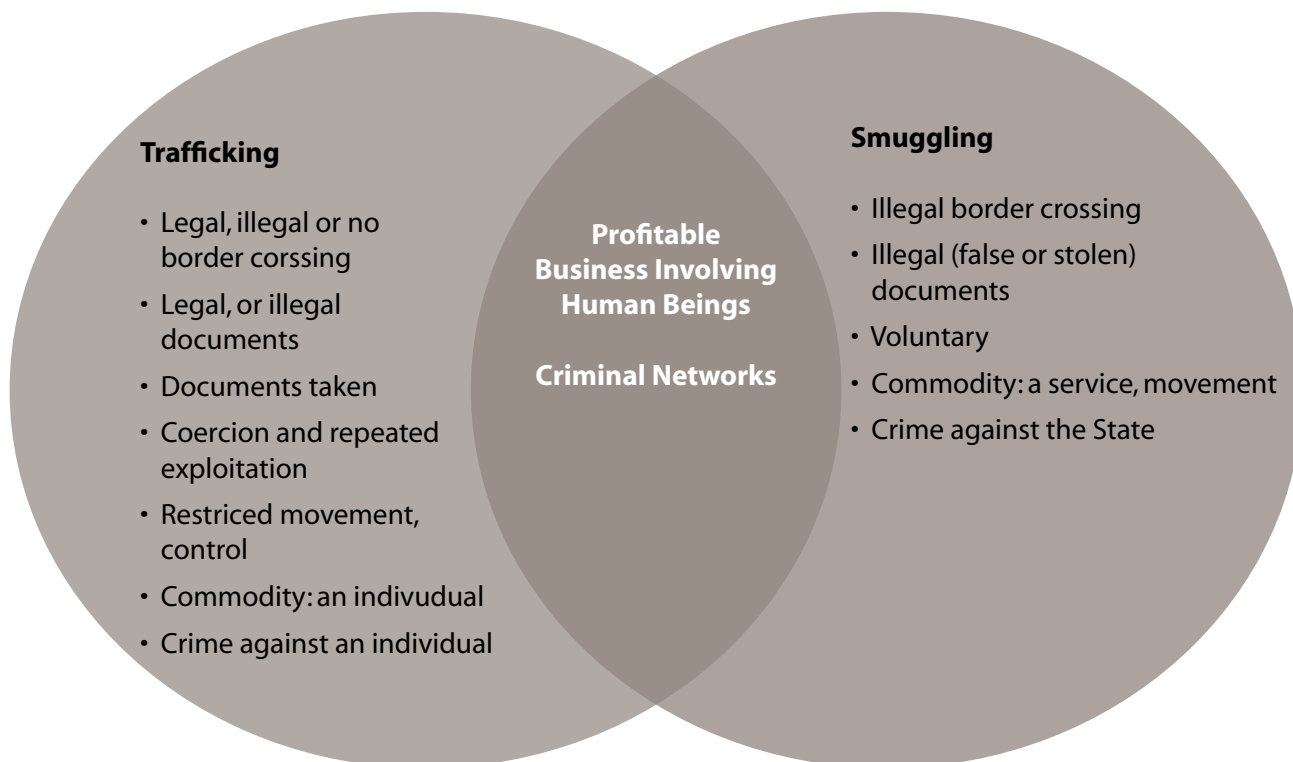 Trafficking
• Legal, illegal or no
border corssing
• Legal, or illegal
documents
• Documents taken
• Coercion and repeated
exploitation
• Restriced movement,
control
• Commodity: an indivudual
• Crime against an individual
Profitable
Business Involving
Human Beings
Criminal Networks
Smuggling
• Illegal border crossing
• Illegal (false or stolen)
documents
• Voluntary
• Commodity: a service, movement
• Crime against the State